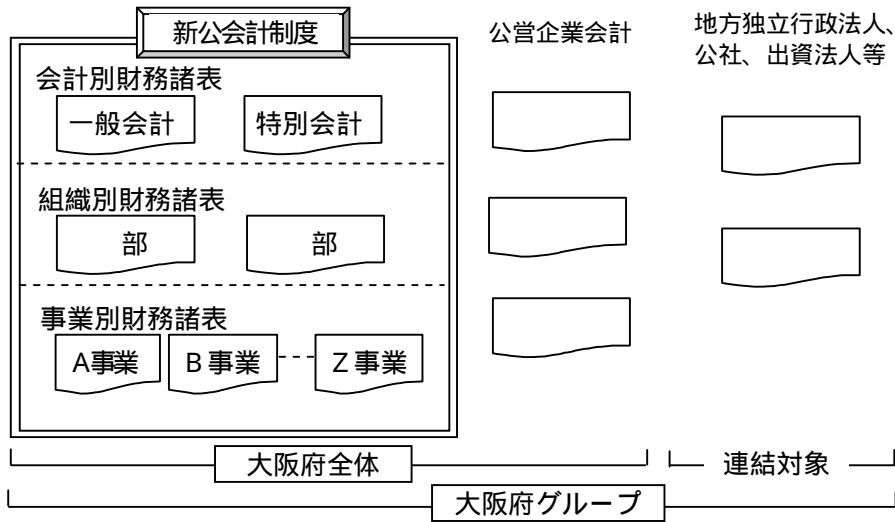 新公会計制度
公営企業会計
地方独立行政法人、
公社、出資法人等
会計別財務諸表
一般会計
特別会計
組織別財務諸表
部
部
事業別財務諸表
A事業
B 事業
Z 事業
大阪府全体
連結対象
大阪府グループ